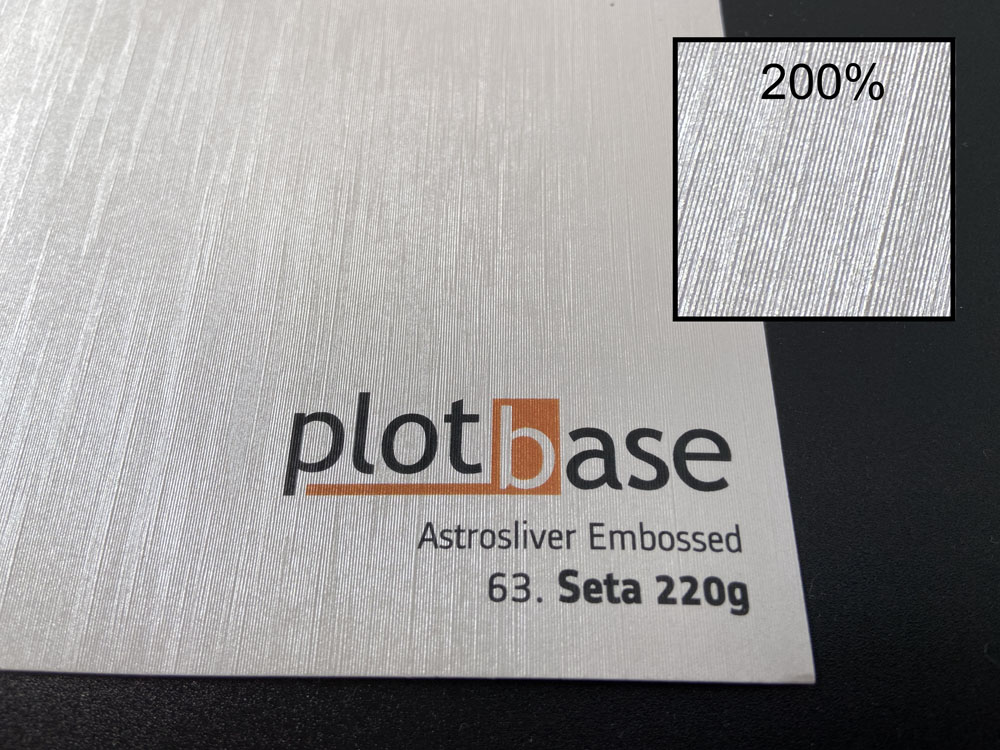 200%
plotbase
Astrosliver Embossed
63. Seta 220g